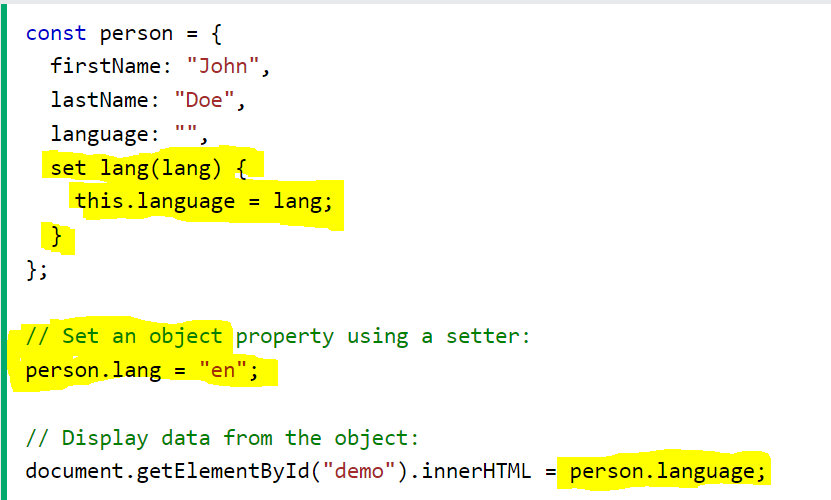 const person = {
  firstName: "John",
  lastName: "Doe",
  language: "",
  set lang(lang) {
    this.language = lang;
  }
};
// Set an object property using a setter:
person.lang = "en";
// Display data from the object:
document.getElementById("demo").innerHTML = person.language;